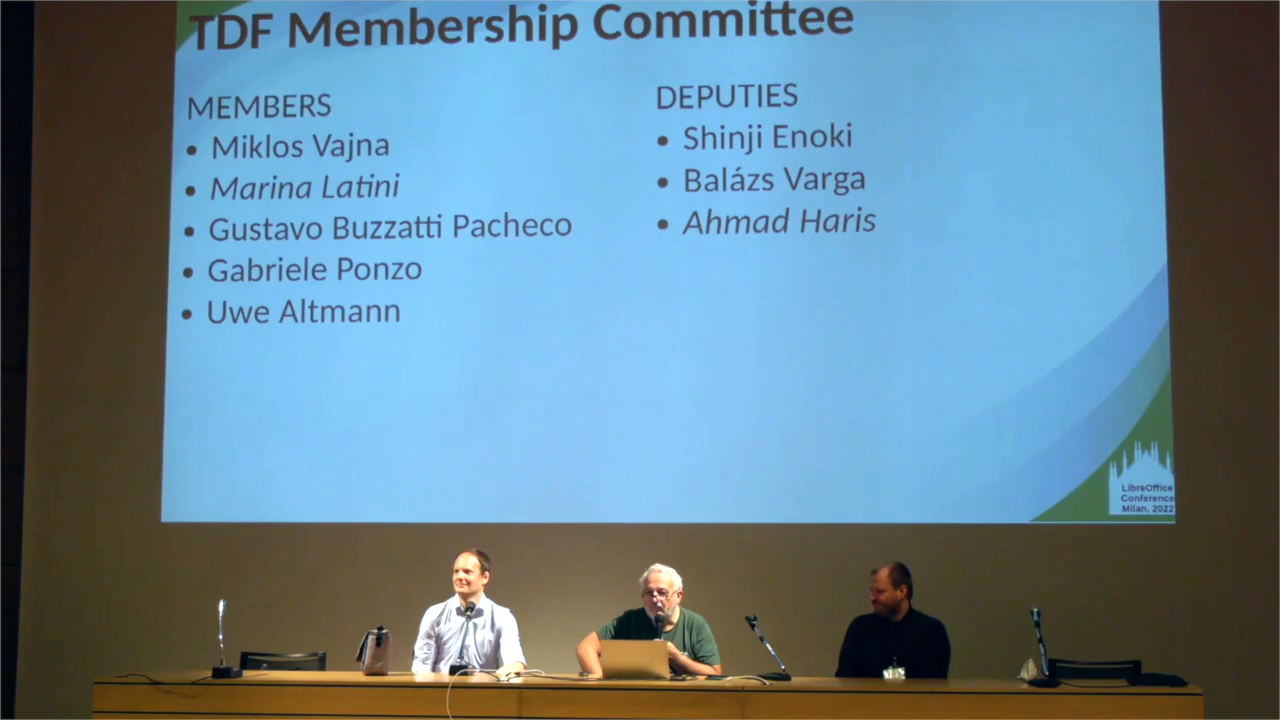 TDF Membership Committee
MEMBERS
• Miklos Vajna
• Marina Latini
• Gustavo Buzzatti Pacheco
• Gabriele Ponzo
• Uwe Altmann
DEPUTIES
• Shinji Enoki
• Balázs Varga
• Ahmad Haris
LibreOffice
Conference
Milan, 2022